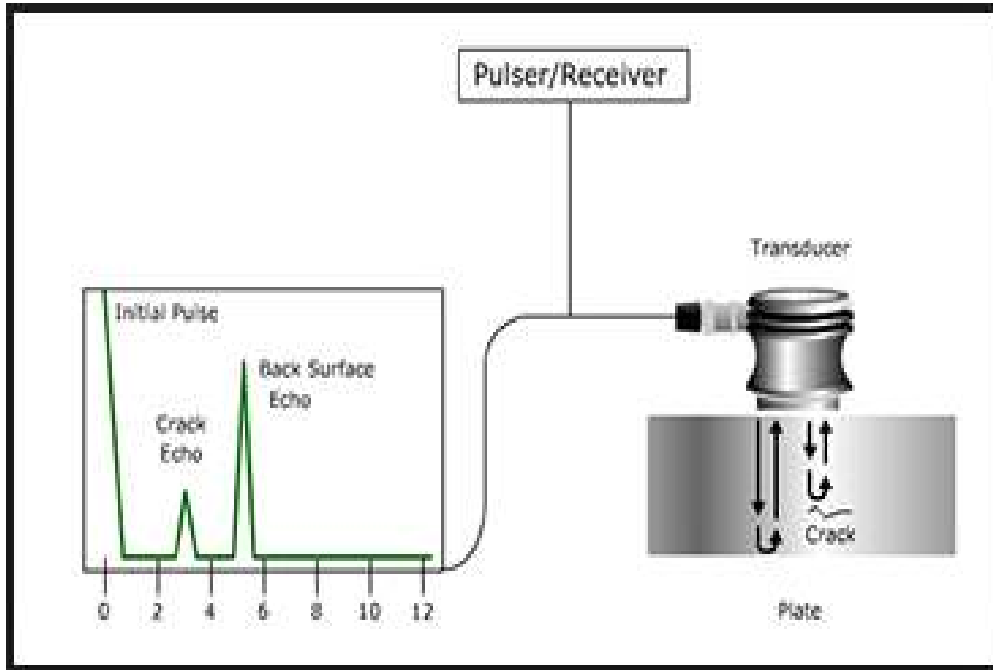 Pulser/Receiver
Transducer
Initial Pulse
Back Surface
Echo
Crack
Echo
Crack
0 2 4 6 8 10 12
Plate